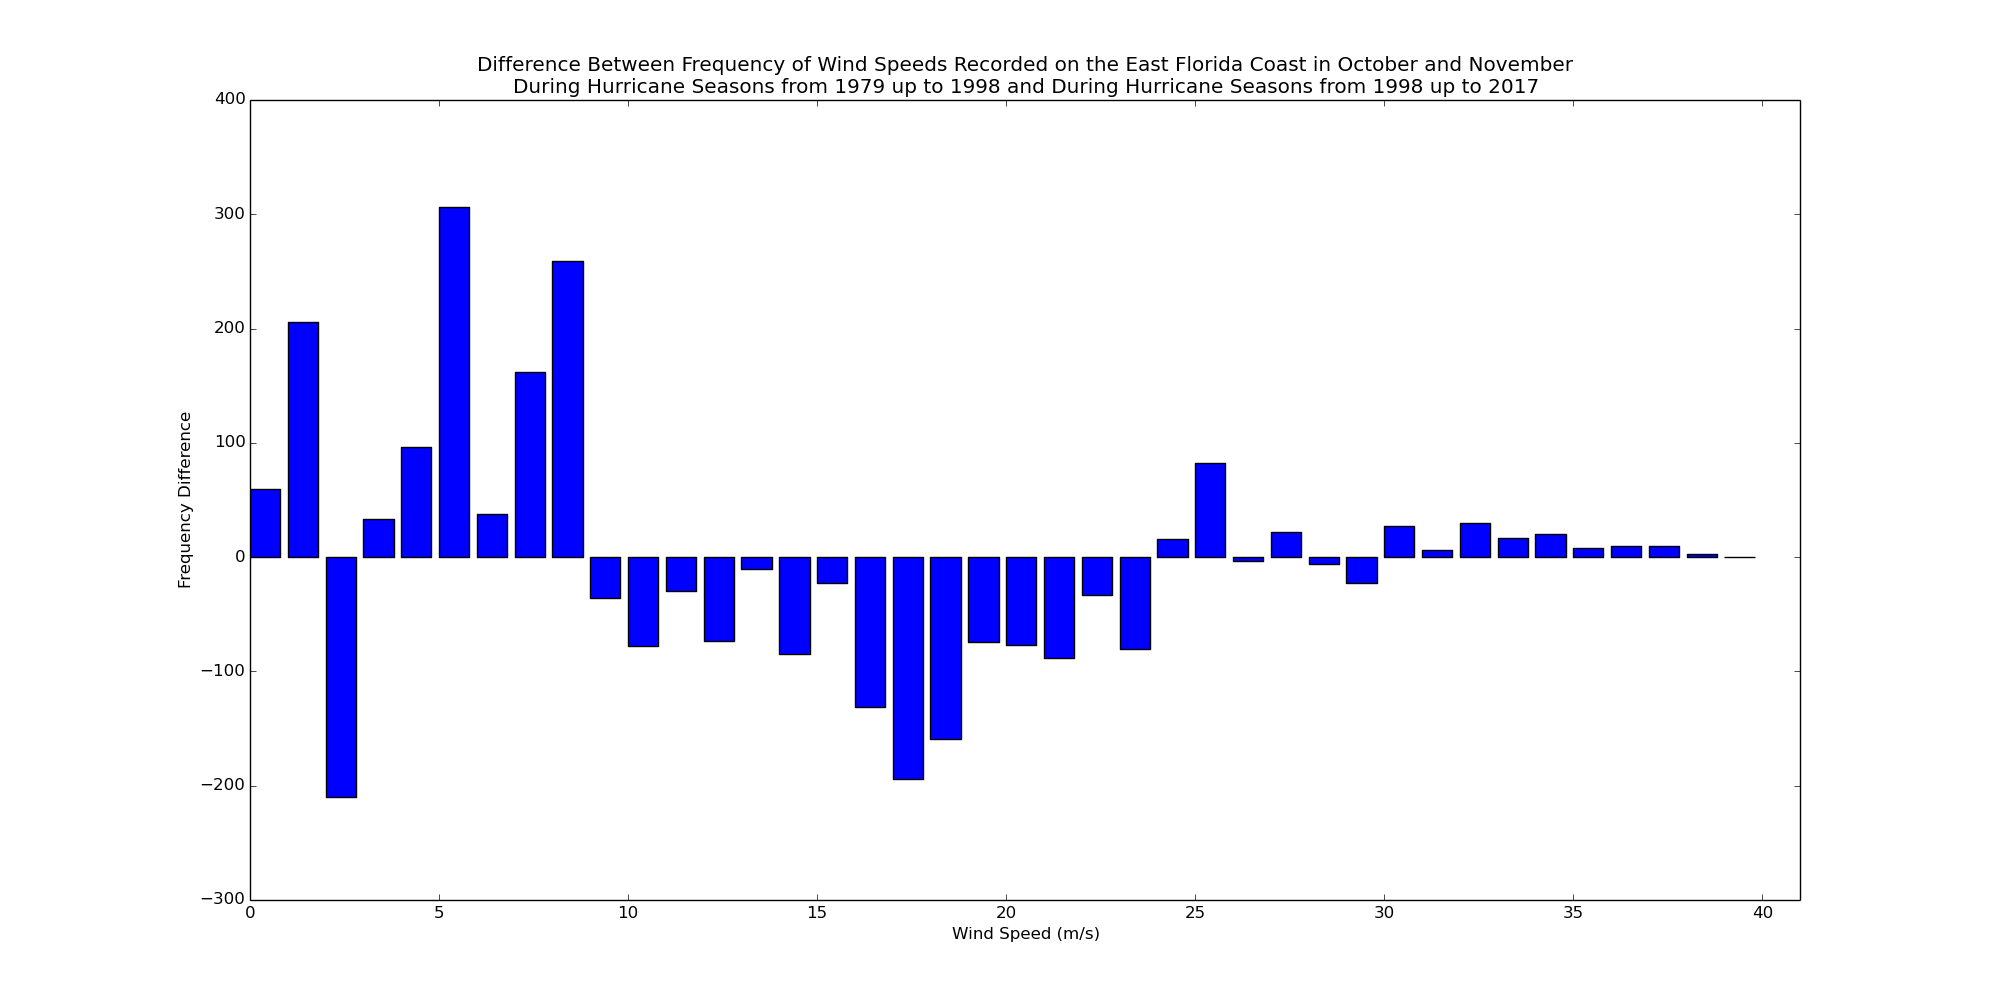 Difference Between Frequency of Wind Speeds Recorded on the East Florida Coast in October and November
During Hurricane Seasons from 1979 up to 1998 and During Hurricane Seasons from 1998 up to 2017
400
300
200
100
0
−100
−200
−300
Frequency Difference
0 5 10 15 20 25 30 35 40
Wind Speed (m/s)